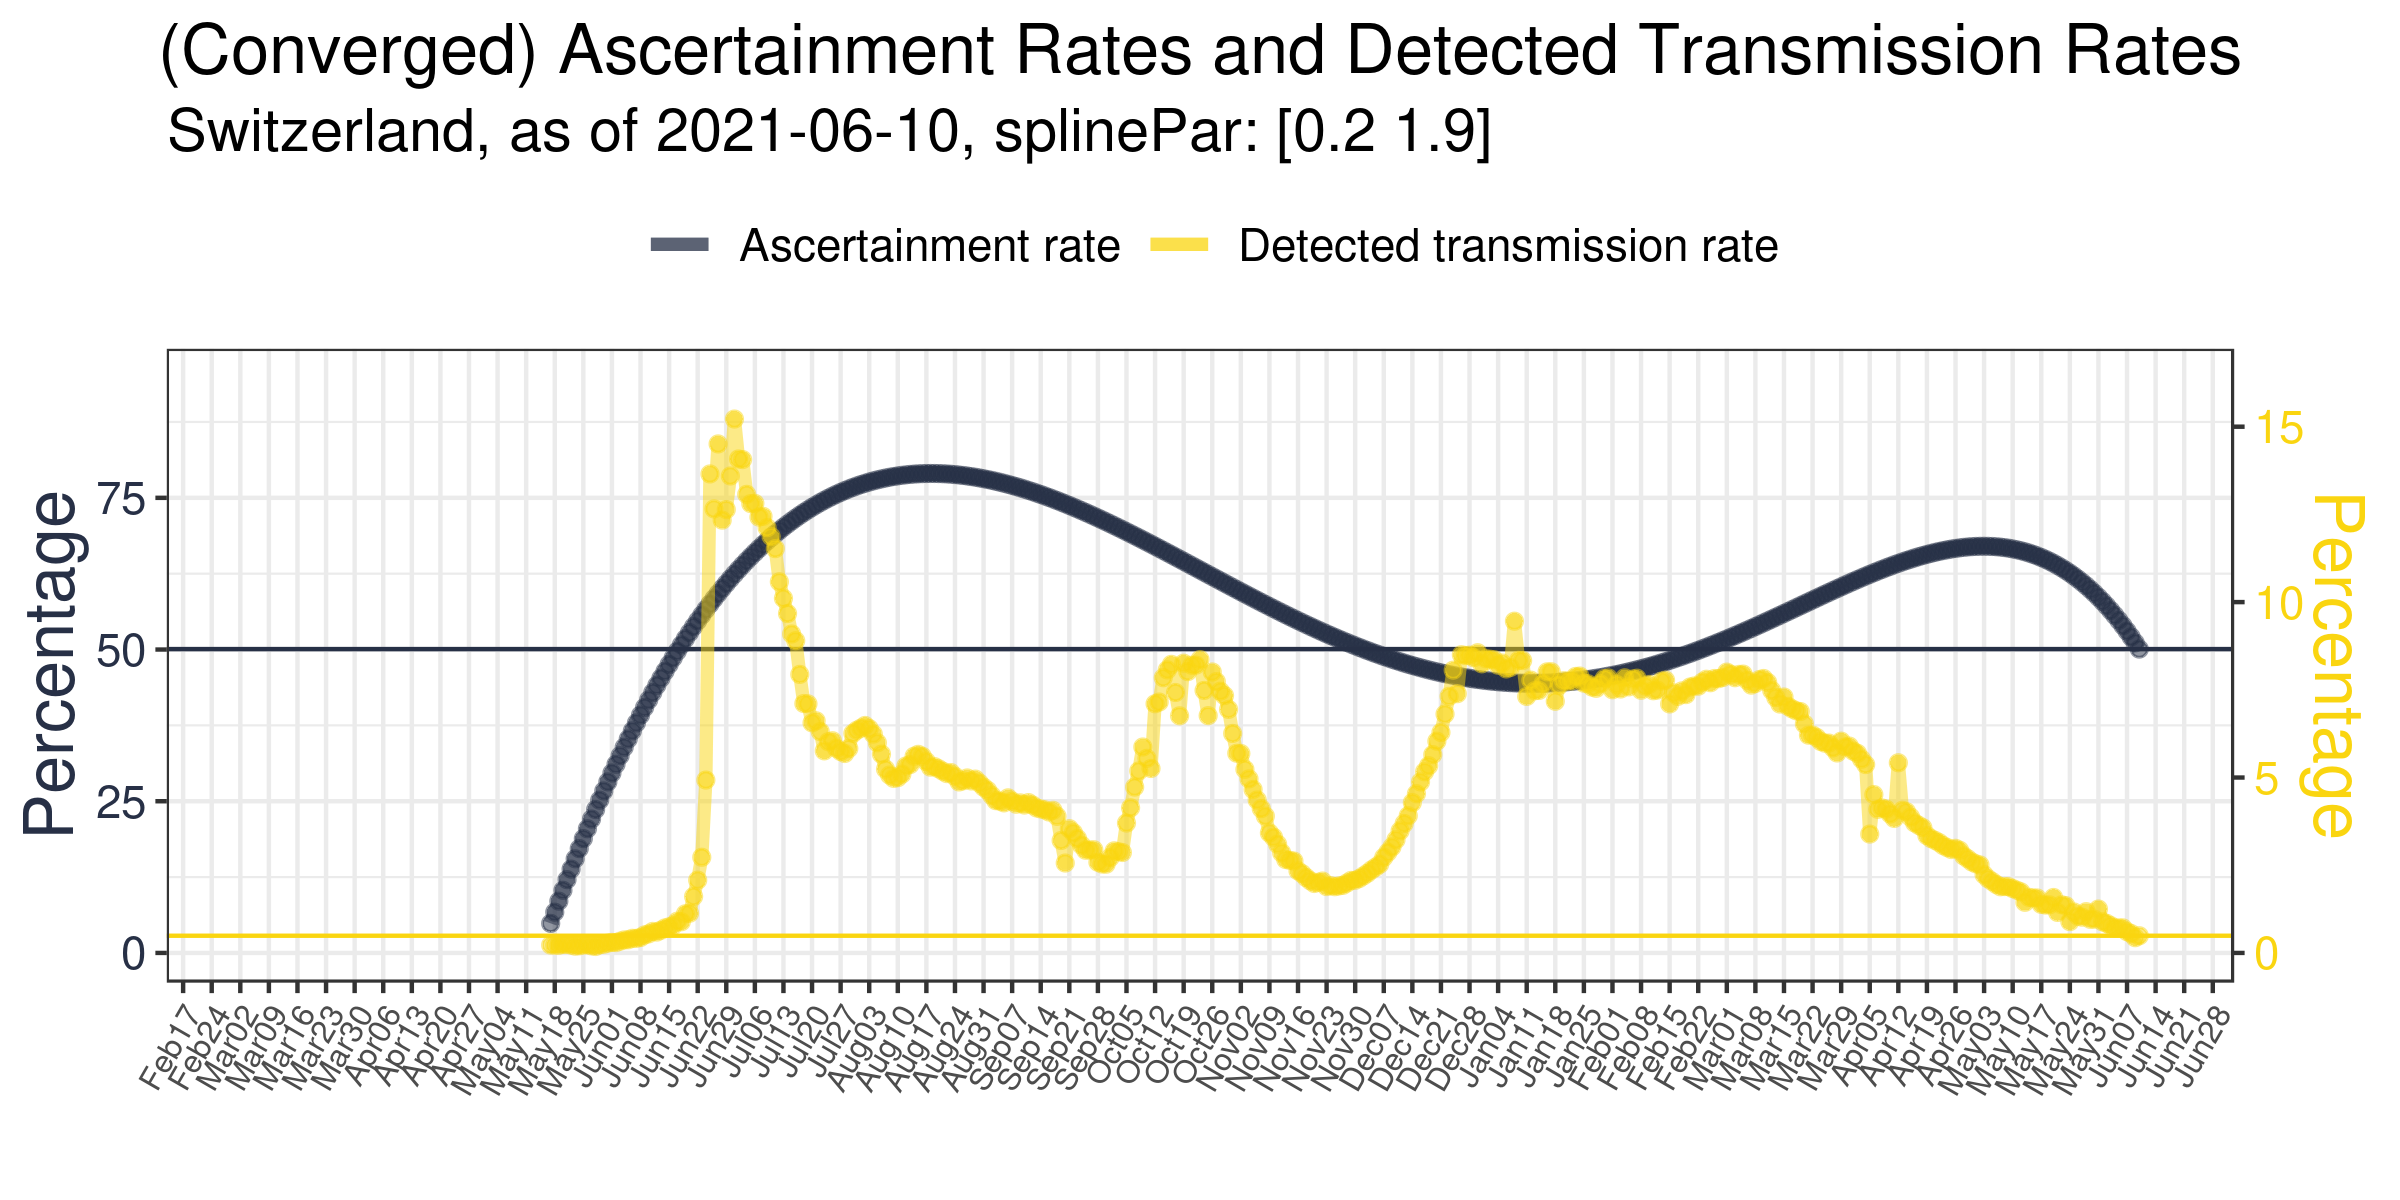 (Converged) Ascertainment Rates and Detected Transmission Rates
Switzerland, as of 2021-06-10, splinePar: [0.2 1.9]
Ascertainment rate Detected transmission rate
Percentage
75
50
25
0
15
10
5
0
Percentage
Feb17 Feb24 Mar02 Mar09 Mar16 Mar23 Mar30 Apr06 Apr13 Apr20 Apr27 May04 May11 May18 May25 Jun01 Jun08 Jun15 Jun22 Jun29 Jul06 Jul13 Jul20 Jul27 Aug03 Aug10 Aug17 Aug24 Aug31 Sep07 Sep14 Sep21 Sep28 Oct05 Oct12 Oct19 Oct26 Nov02 Nov09 Nov16 Nov23 Nov30 Dec07 Dec14 Dec21 Dec28 Jan04 Jan11 Jan18 Jan25 Feb01 Feb08 Feb15 Feb22 Mar01 Mar08 Mar15 Mar22 Mar29 Apr05 Apr12 Apr19 Apr26 May03 May10 May17 May24 May31 Jun07 Jun14 Jun21 Jun28